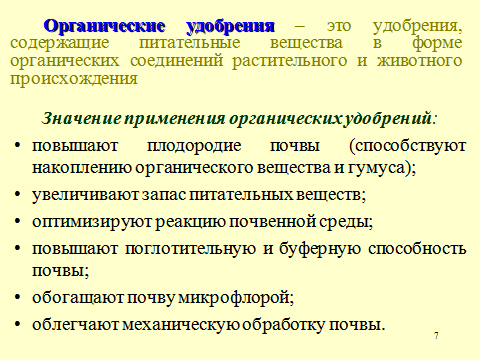 Органические удобрения – это удобрения,
содержащие питательные вещества в форме
органических соединений растительного и животного
происхождения
Значение применения органических удобрений:
• повышают плодородие почвы (способствуют
накоплению органического вещества и гумуса);
• увеличивают запас питательных веществ;
• оптимизируют реакцию почвенной среды;
• повышают поглотительную и буферную способность
почвы;
• обогащают почву микрофлорой;
• облегчают механическую обработку почвы.
7